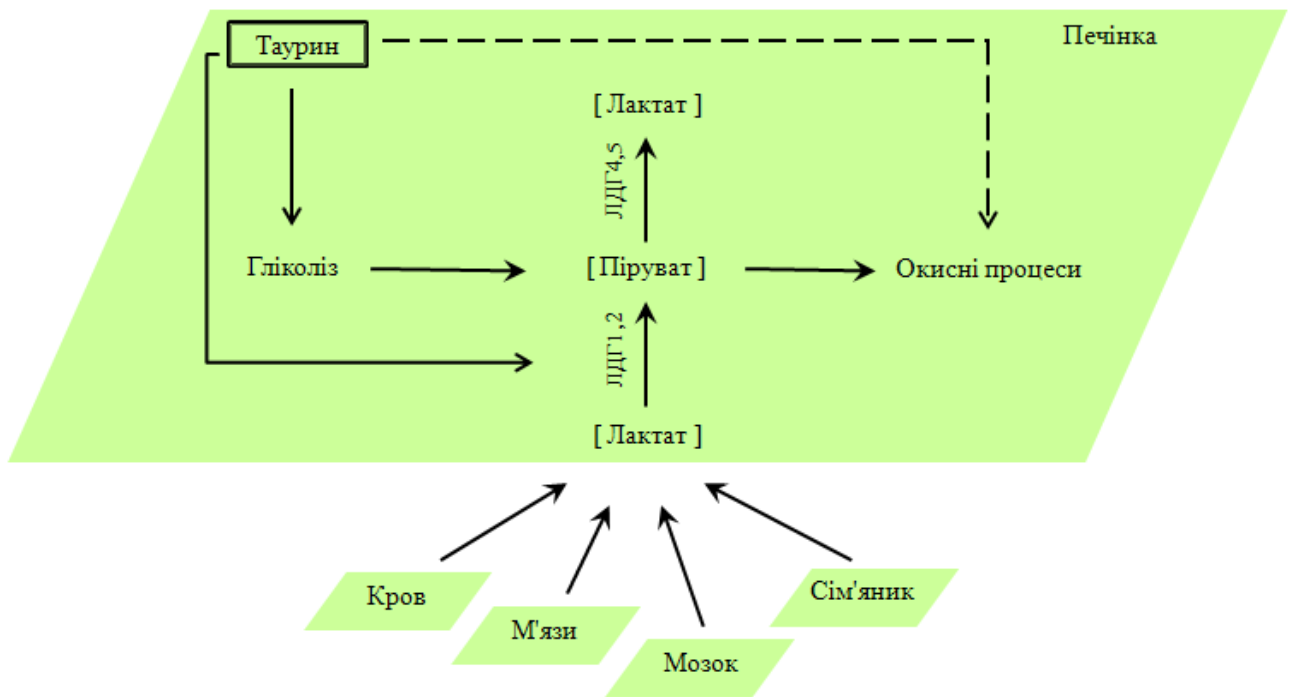 Таурин
Печінка
[ Лактат ]
ЛДГ4,5
Гліколіз
[ Піруват ]
Окисні процеси
ЛДГ1,2
[ Лактат ]
Кров
М'язи
Мозок
Сім'яник